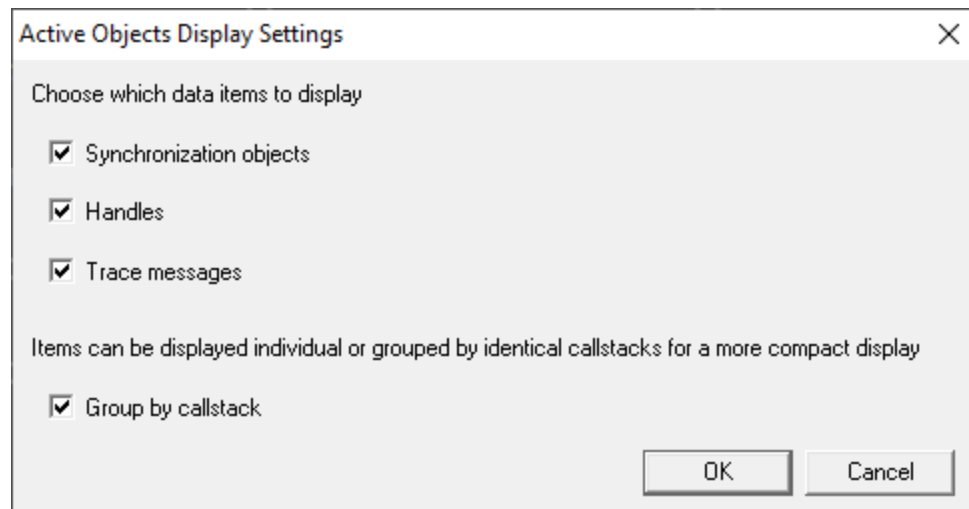 Active Objects Display Settings
Choose which data items to display
Synchronization objects
Handles
Trace messages
Items can be displayed individual or grouped by identical callstacks for a more compact display
Group by callstack
OK Cancel